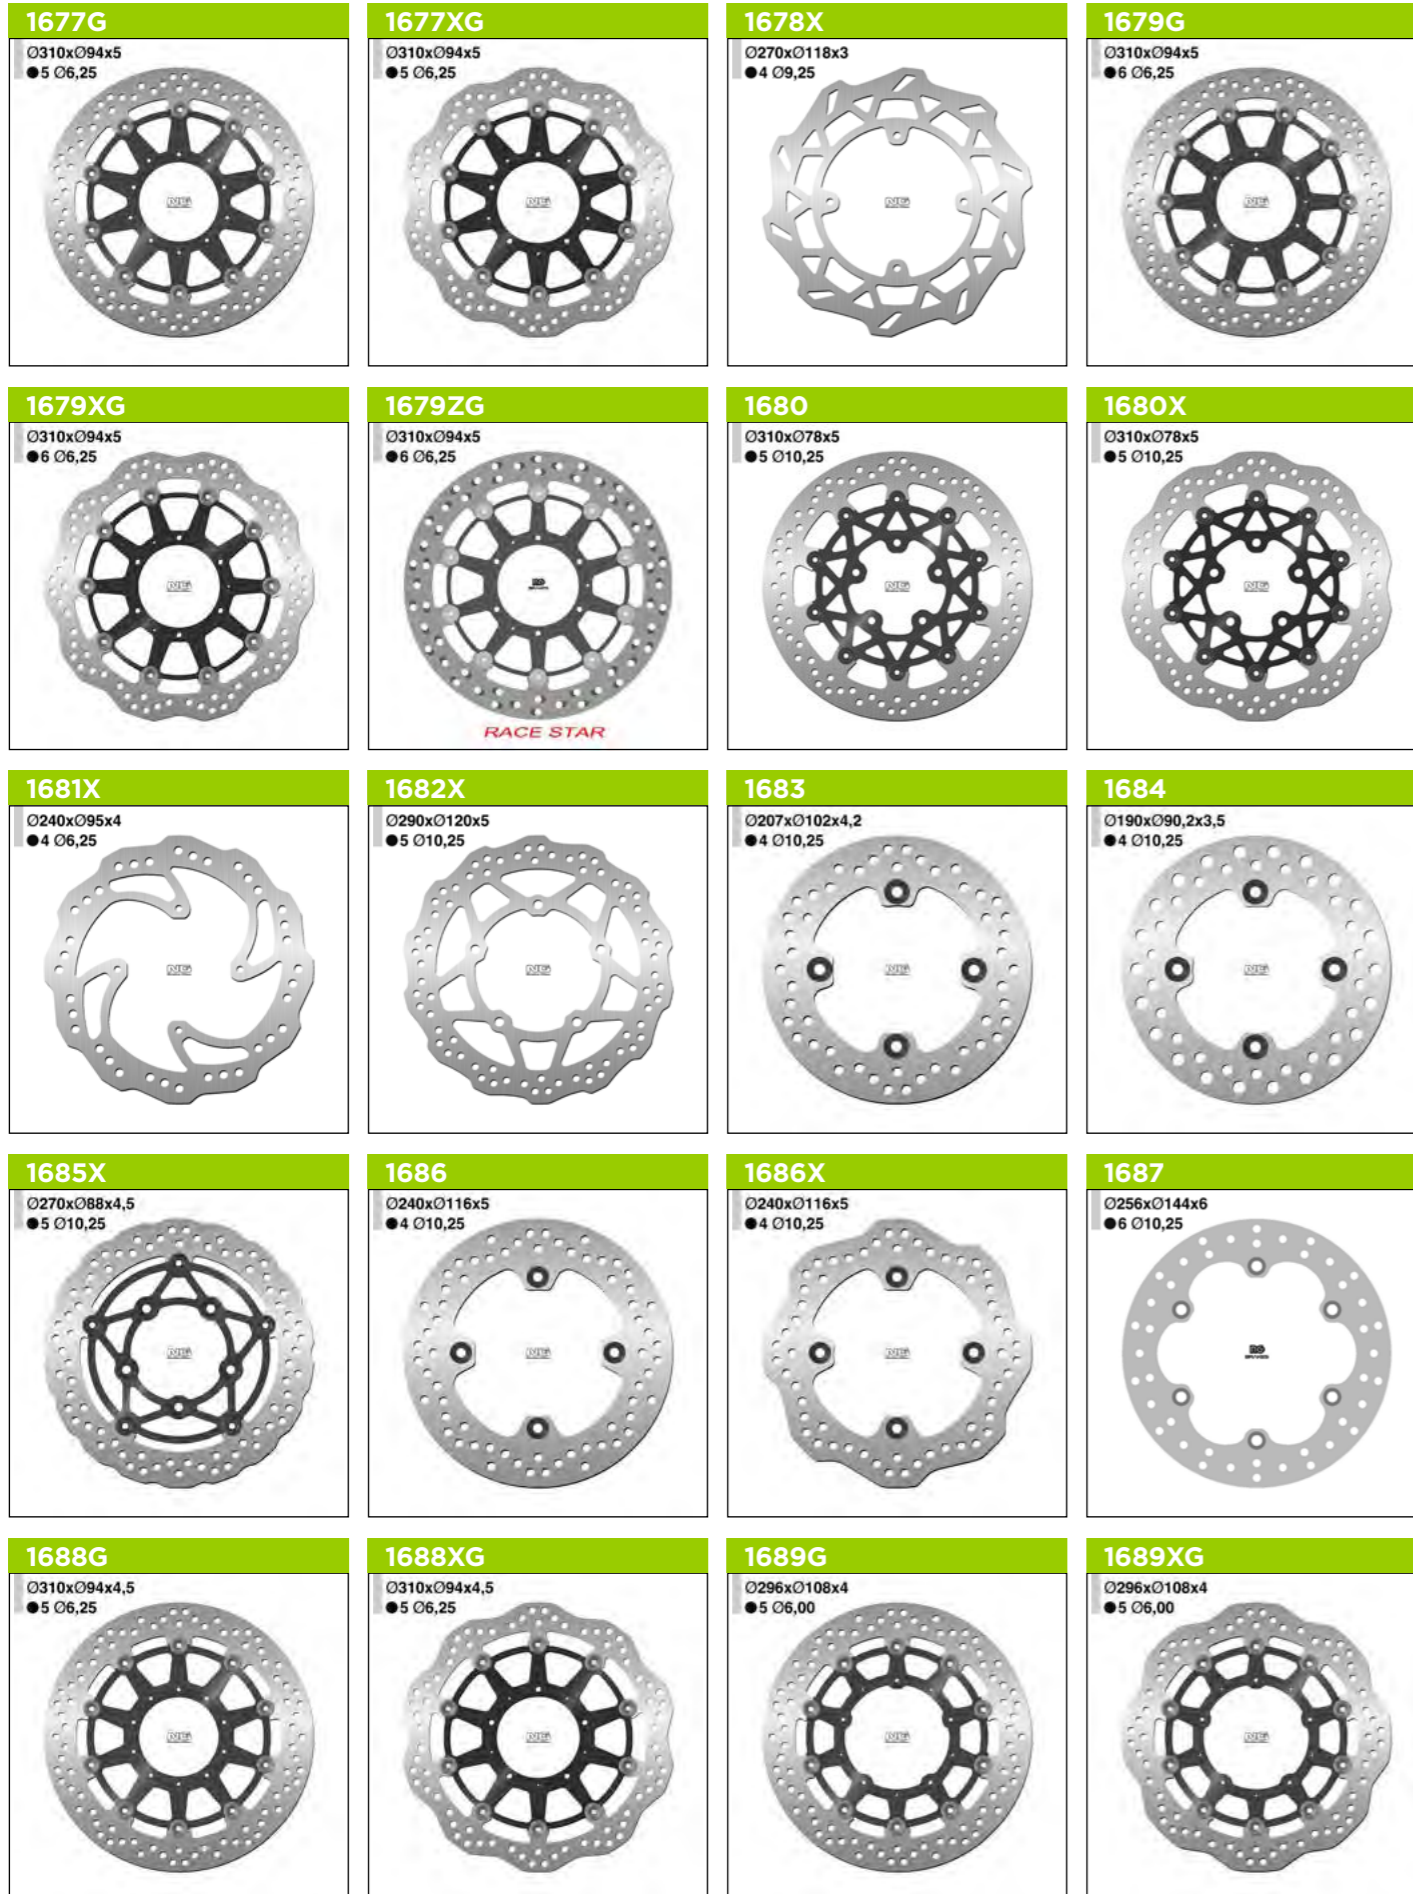 1677G
Ø310xØ94x5
●5 Ø6,25
1677XG
Ø310xØ94x5
●5 Ø6,25
1678X
Ø270xØ118x3
●4 Ø9,25
1679G
Ø310xØ94x5
●6 Ø6,25
1679XG
Ø310xØ94x5
●6 Ø6,25
1679ZG
Ø310xØ94x5
●6 Ø6,25
RACE STAR
1680
Ø310xØ78x5
●5 Ø10,25
1680X
Ø310xØ78x5
●5 Ø10,25
1681X
Ø240xØ95x4
●4 Ø6,25
1682X
Ø290xØ120x5
●5 Ø10,25
1683
Ø207xØ102x4,2
●4 Ø10,25
1684
Ø190xØ90,2x3,5
●4 Ø10,25
1685X
Ø270xØ88x4,5
●5 Ø10,25
1686
Ø240xØ116x5
●4 Ø10,25
1686X
Ø240xØ116x5
●4 Ø10,25
1687
Ø256xØ144x6
●6 Ø10,25
1688G
Ø310xØ94x4,5
●5 Ø6,25
1688XG
Ø310xØ94x4,5
●5 Ø6,25
1689G
Ø296xØ108x4
●5 Ø6,00
1689XG
Ø296xØ108x4
●5 Ø6,00